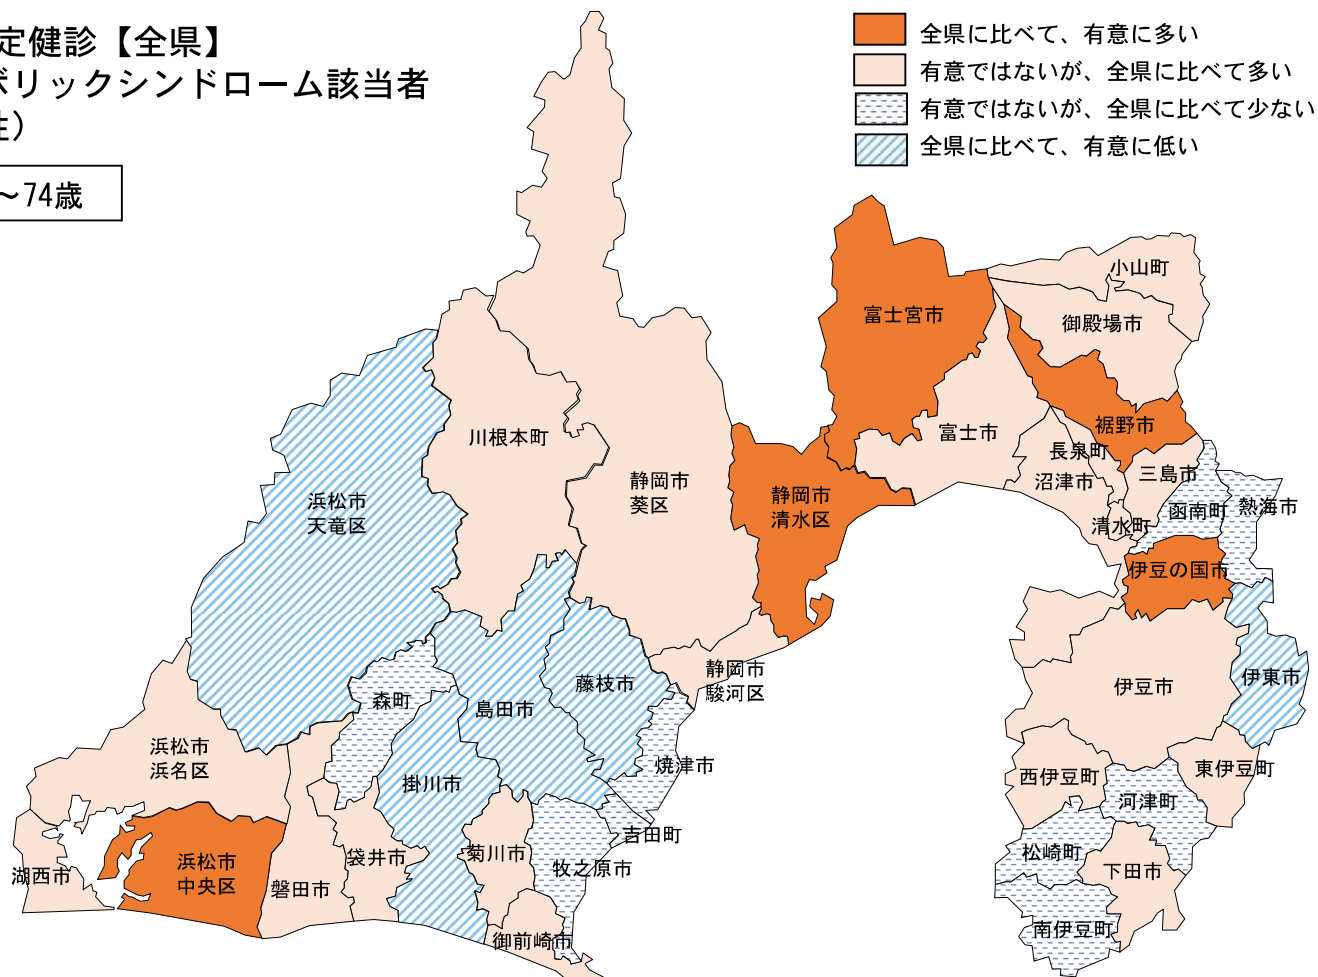 定健診【全県】
ボリックシンドローム該当者
性）
～74歳
全県に比べて、有意に多い
有意ではないが、全県に比べて多い
有意ではないが、全県に比べて少ない
全県に比べて、有意に低い
小山町
富士宮市
御殿場市
裾野市
富士市
川根本町
長泉町
三島市
沼津市
静岡市
葵区
静岡市
清水区
浜松市
天竜区
函南町
熱海市
清水町
伊豆の国市
静岡市
駿河区
藤枝市
伊豆市
伊東市
森町
島田市
浜松市
浜名区
焼津市
西伊豆町
東伊豆町
掛川市
河津町
吉田町
袋井市
菊川市
松崎町
浜松市
中央区
湖西市
牧之原市
下田市
磐田市
南伊豆町
御前崎市